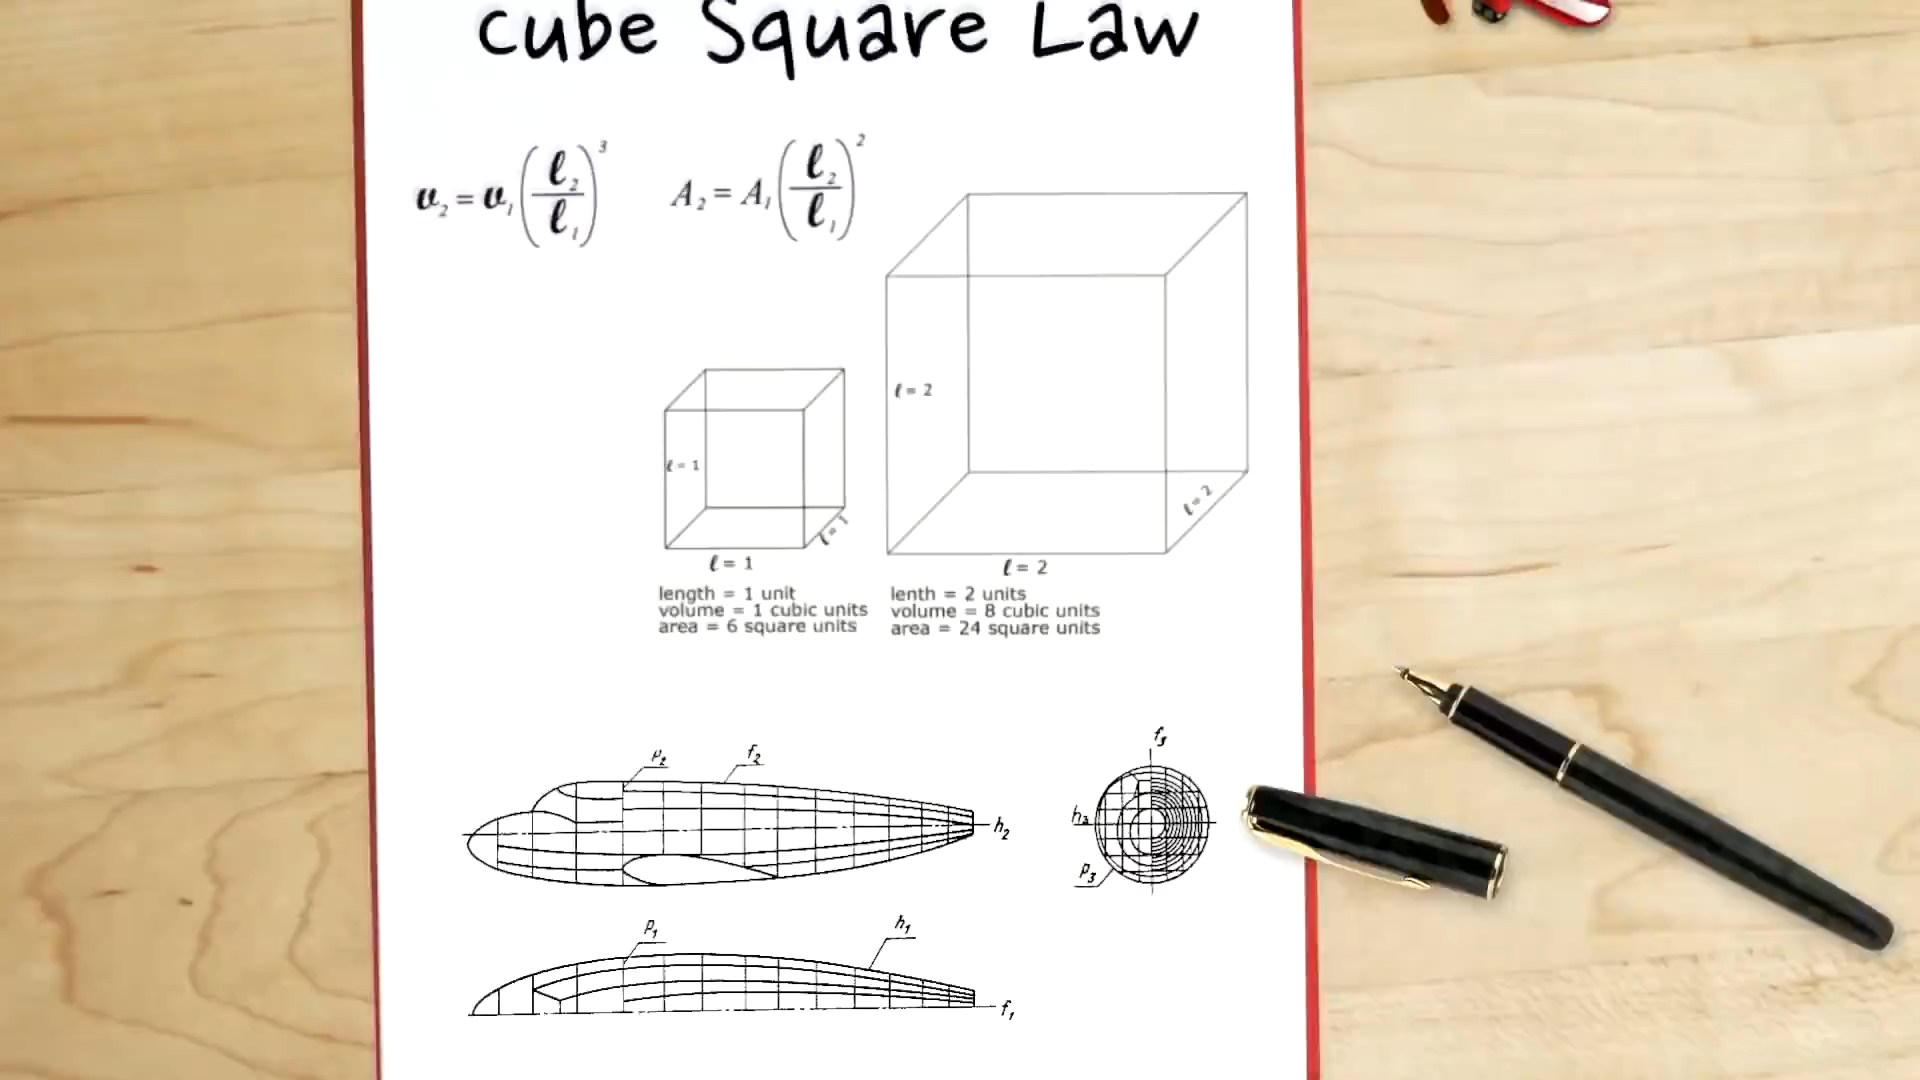 cube Square Law
v₂ = v₁ (ℓ₂/ℓ₁)³
A₂ = A₁ (ℓ₂/ℓ₁)²
ℓ = 2
ℓ = 1
ℓ = 2
ℓ = 1
ℓ = 1
ℓ = 2
length = 1 unit
volume = 1 cubic units
area = 6 square units
lenth = 2 units
volume = 8 cubic units
area = 24 square units
p₂
f₂
h₂
f₃
h₃
p₃
p₁
h₁
f₁